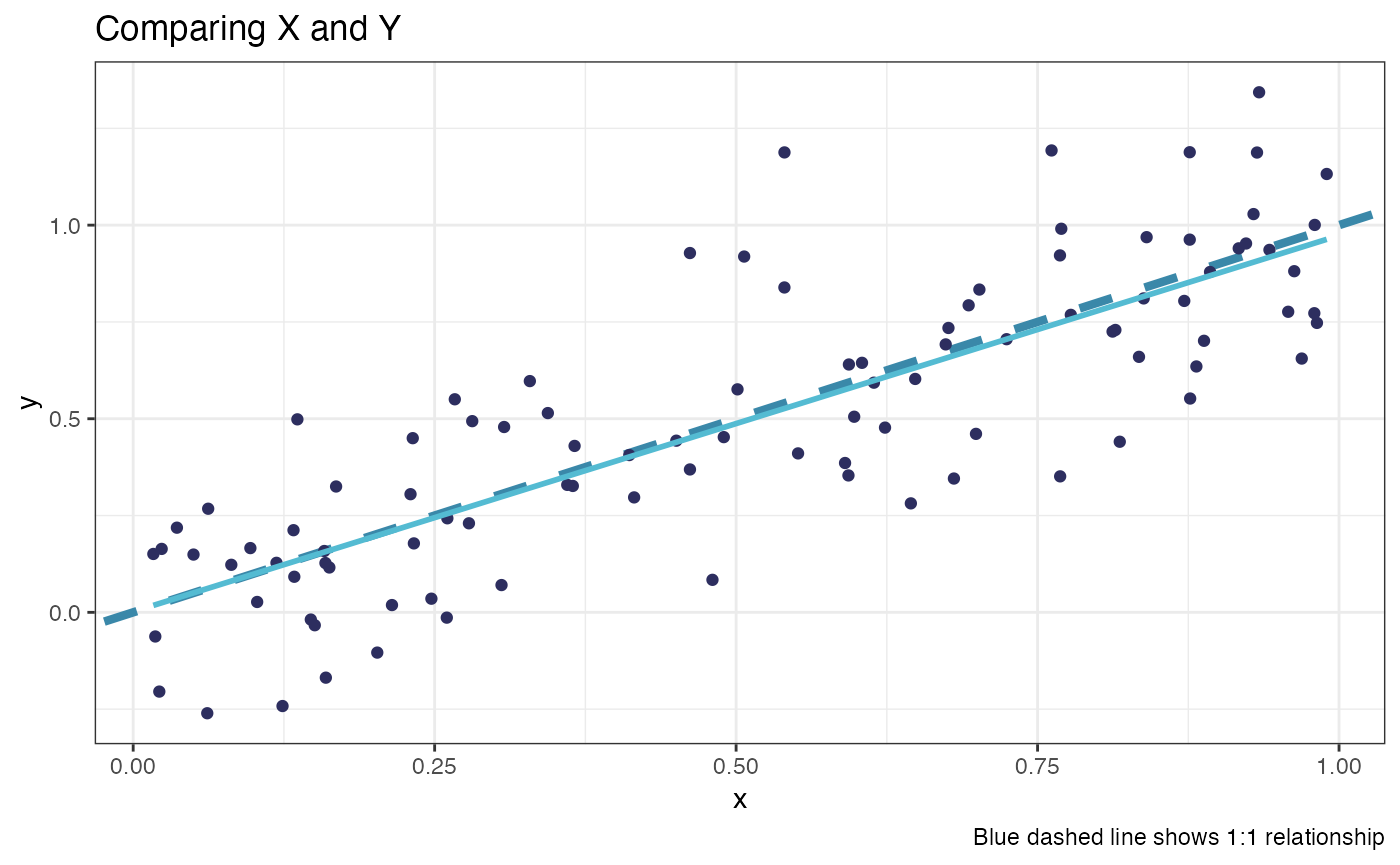 Comparing X and Y
1.0
0.5
0.0
y
0.00 0.25 0.50 0.75 1.00
x
Blue dashed line shows 1:1 relationship